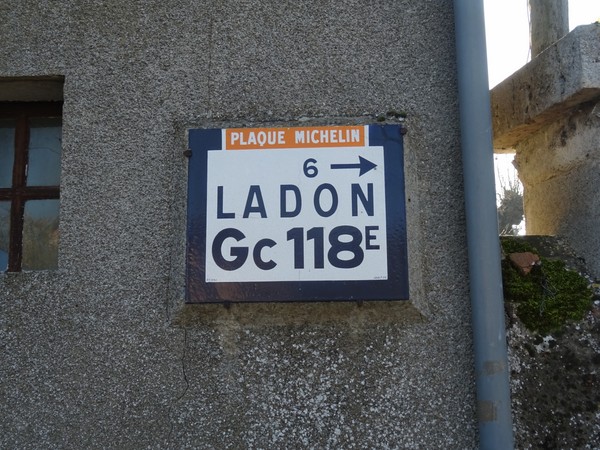 PLAQUE MICHELIN
6 →
LADON
Gc 118E